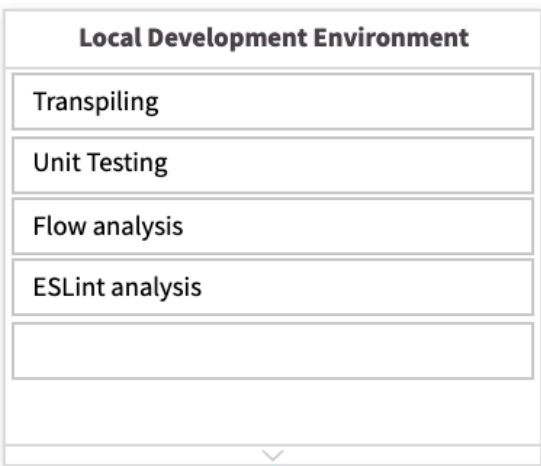 Local Development Environment
Transpiling
Unit Testing
Flow analysis
ESLint analysis